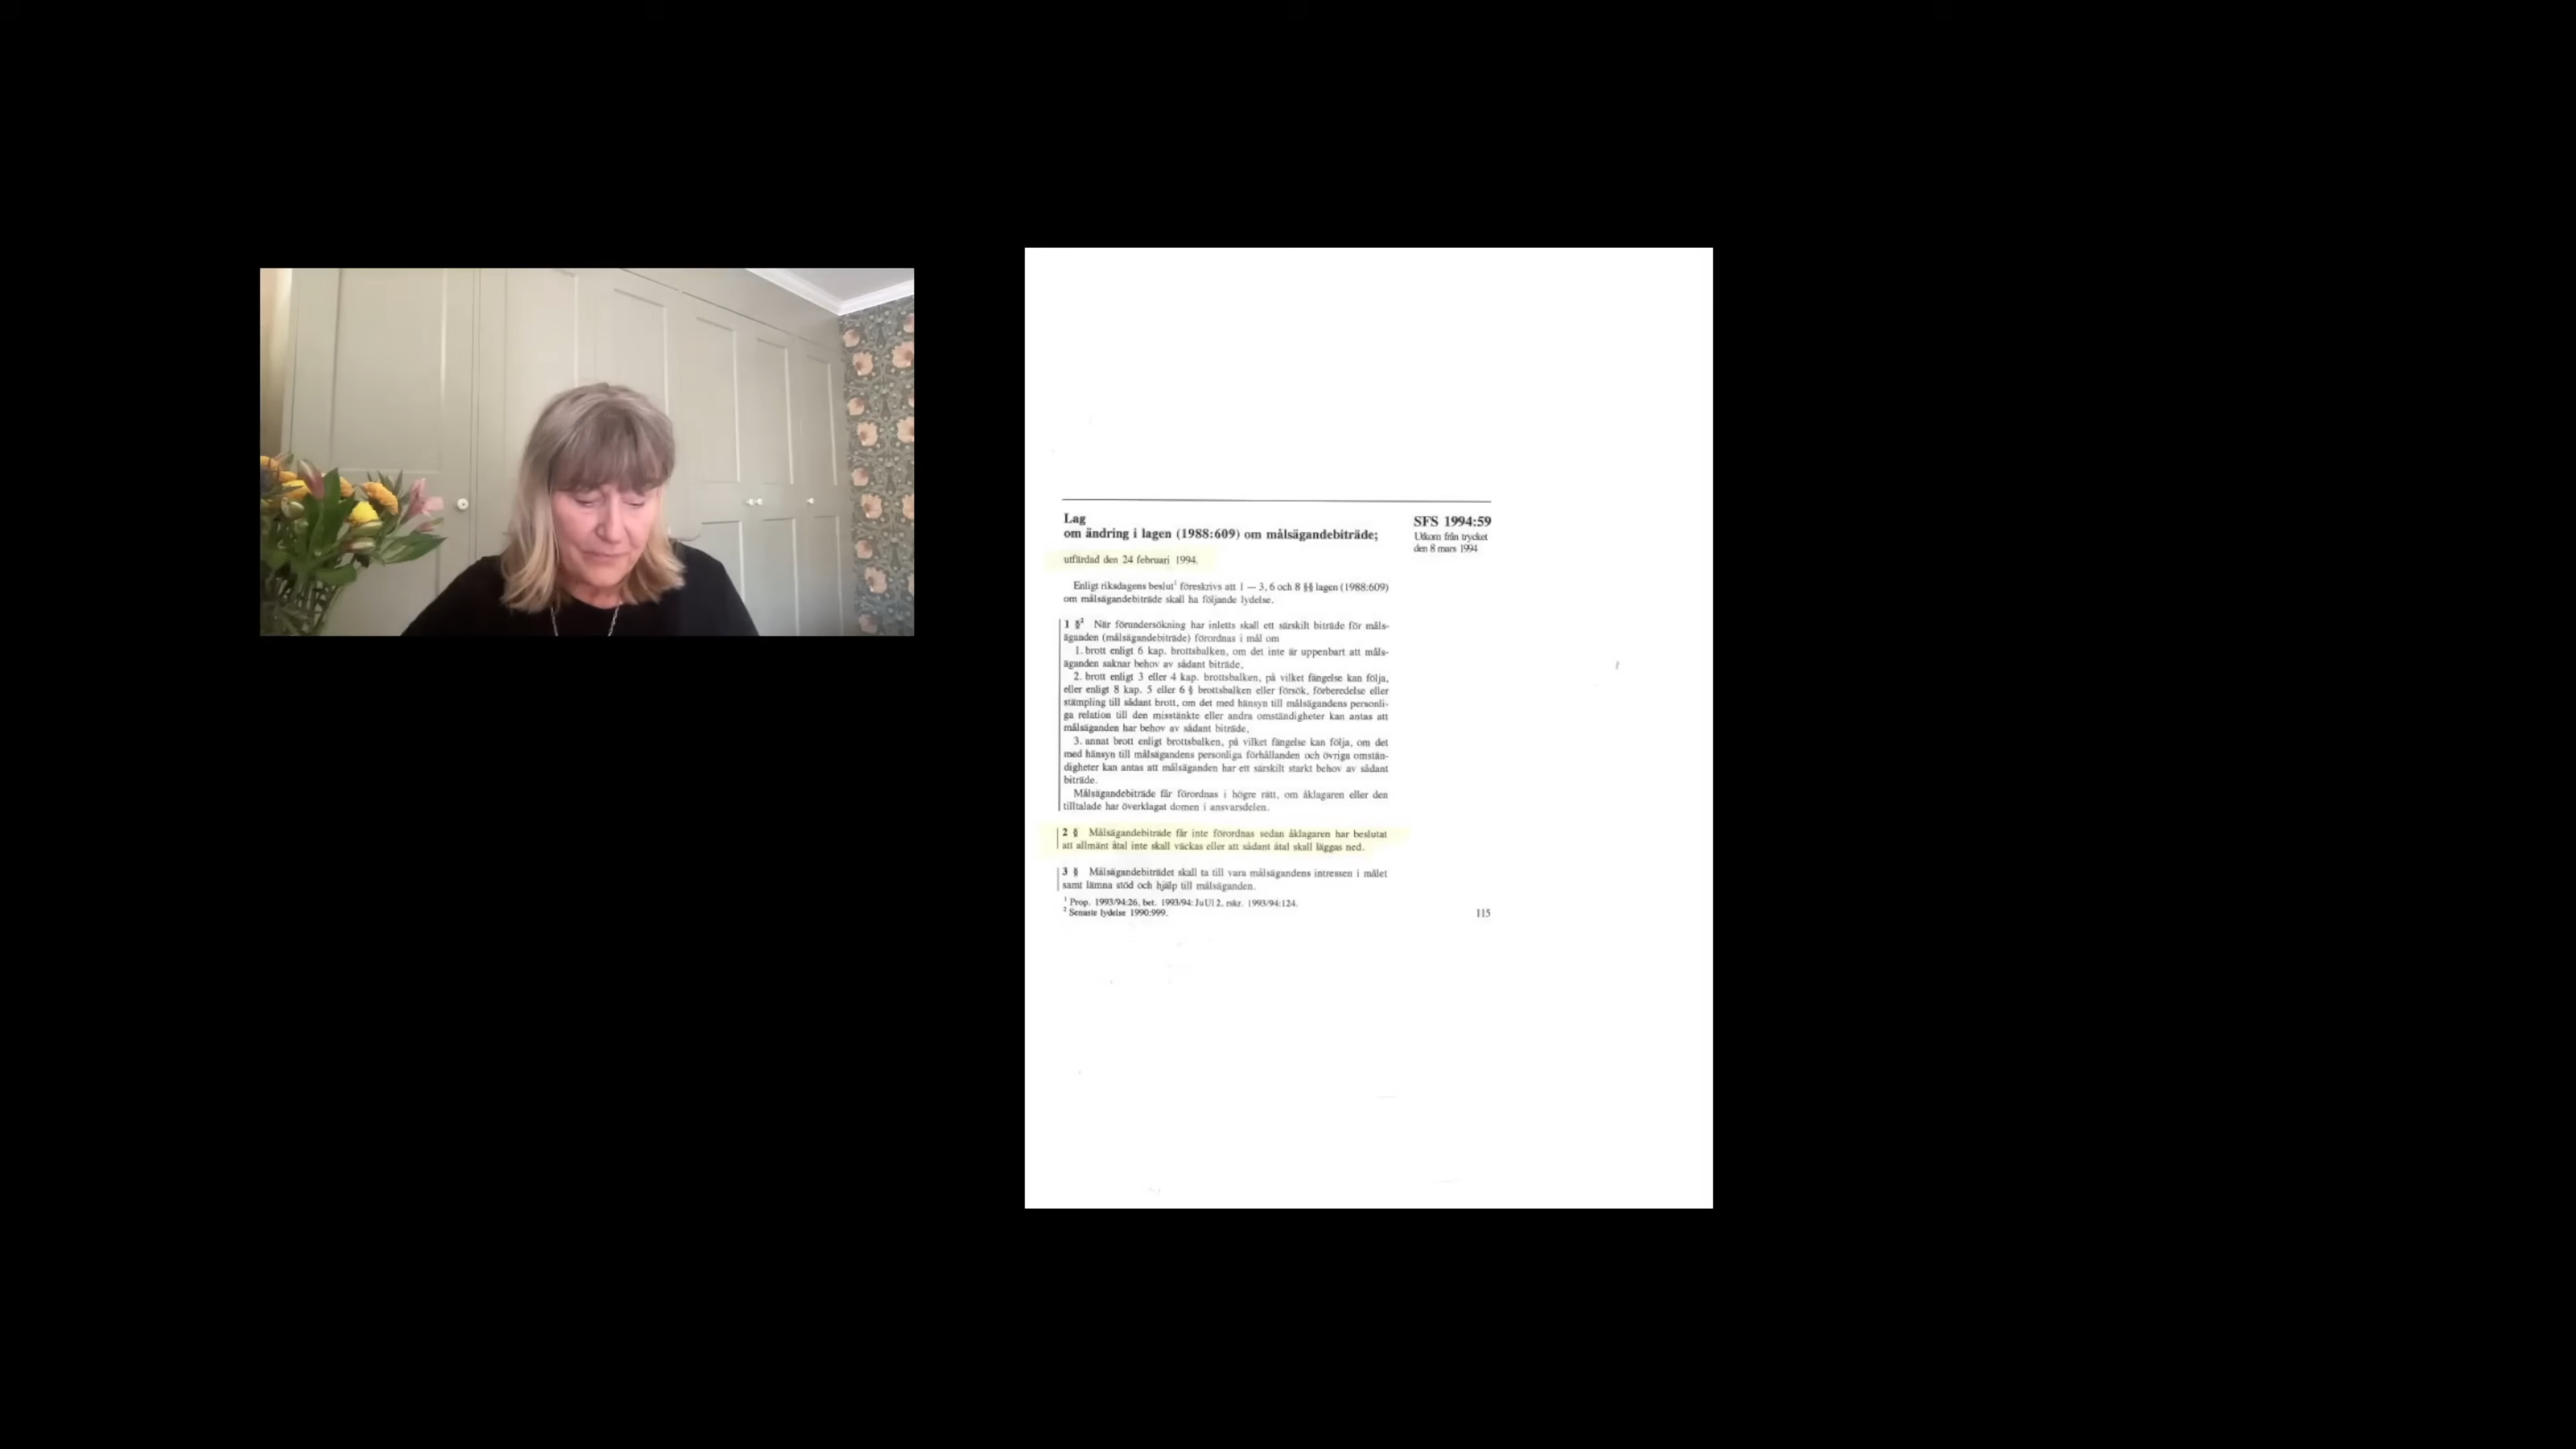 Lag
om ändring i lagen (1988:609) om målsägandebiträde;
SFS 1994:59
Utkom från trycket
den 8 mars 1994
utfärdad den 24 februari 1994.
Enligt riksdagens beslut¹ föreskrivs att 1 — 3, 6 och 8 §§ lagen (1988:609)
om målsägandebiträde skall ha följande lydelse.
1 §² När förundersökning har inletts skall ett särskilt biträde för måls-
äganden (målsägandebiträde) förordnas i mål om
1. brott enligt 6 kap. brottsbalken, om det inte är uppenbart att måls-
äganden saknar behov av sådant biträde,
2. brott enligt 3 eller 4 kap. brottsbalken, på vilket fängelse kan följa,
eller enligt 8 kap. 5 eller 6 § brottsbalken eller försök, förberedelse eller
stämpling till sådant brott, om det med hänsyn till målsägandens personli-
ga relation till den misstänkte eller andra omständigheter kan antas att
målsäganden har behov av sådant biträde,
3. annat brott enligt brottsbalken, på vilket fängelse kan följa, om det
med hänsyn till målsägandens personliga förhållanden och övriga omstän-
digheter kan antas att målsäganden har ett särskilt starkt behov av sådant
biträde.
Målsägandebiträde får förordnas i högre rätt, om åklagaren eller den
tilltalade har överklagat domen i ansvarsdelen.
2 § Målsägandebiträde får inte förordnas sedan åklagaren har beslutat
att allmänt åtal inte skall väckas eller att sådant åtal skall läggas ned.
3 § Målsägandebiträdet skall ta till vara målsägandens intressen i målet
samt lämna stöd och hjälp till målsäganden.
¹ Prop. 1993/94:26, bet. 1993/94:JuU12, rskr. 1993/94:124.
² Senaste lydelse 1990:999.
115